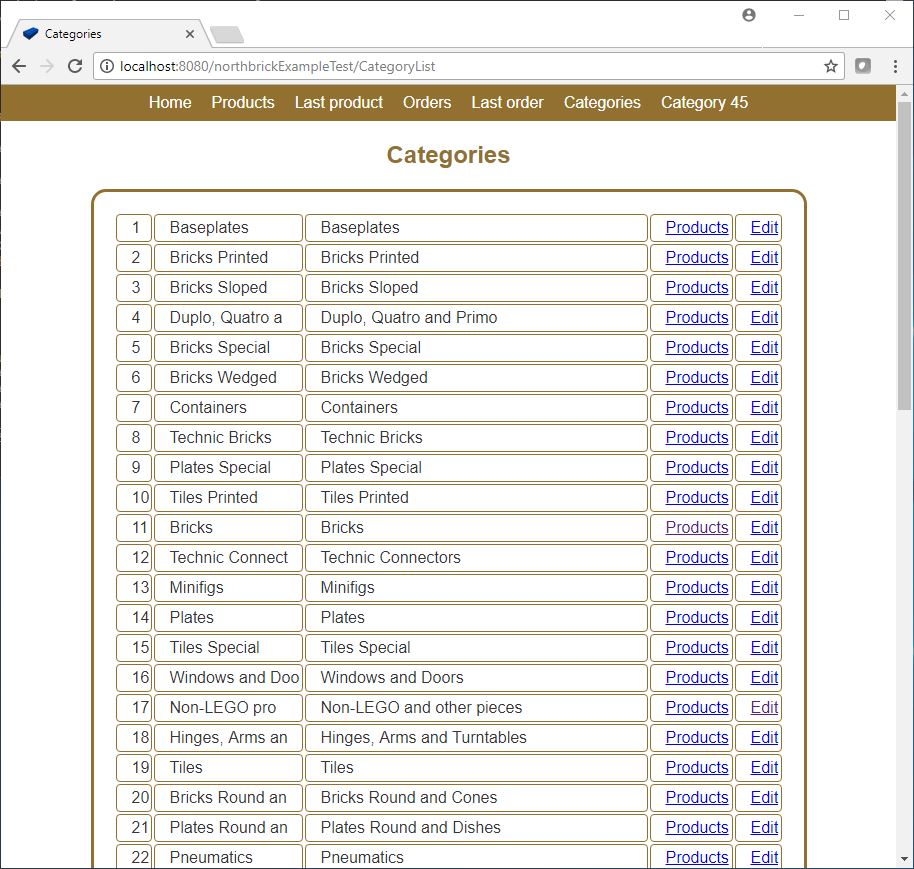 Categories
localhost:8080/northbrickExampleTest/CategoryList
Home Products Last product Orders Last order Categories Category 45
Categories
1 Baseplates Baseplates Products Edit
2 Bricks Printed Bricks Printed Products Edit
3 Bricks Sloped Bricks Sloped Products Edit
4 Duplo, Quatro a Duplo, Quatro and Primo Products Edit
5 Bricks Special Bricks Special Products Edit
6 Bricks Wedged Bricks Wedged Products Edit
7 Containers Containers Products Edit
8 Technic Bricks Technic Bricks Products Edit
9 Plates Special Plates Special Products Edit
10 Tiles Printed Tiles Printed Products Edit
11 Bricks Bricks Products Edit
12 Technic Connect Technic Connectors Products Edit
13 Minifigs Minifigs Products Edit
14 Plates Plates Products Edit
15 Tiles Special Tiles Special Products Edit
16 Windows and Doo Windows and Doors Products Edit
17 Non-LEGO pro Non-LEGO and other pieces Products Edit
18 Hinges, Arms an Hinges, Arms and Turntables Products Edit
19 Tiles Tiles Products Edit
20 Bricks Round an Bricks Round and Cones Products Edit
21 Plates Round an Plates Round and Dishes Products Edit
22 Pneumatics Pneumatics Products Edit